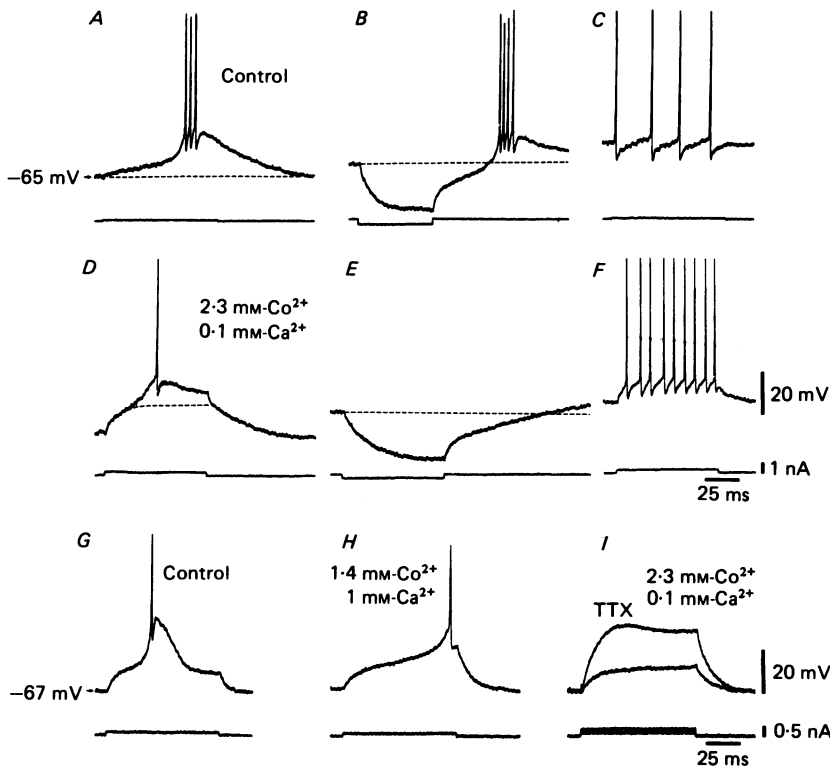 A
B
C
Control
−65 mV
D
E
F
2·3 mM-Co²⁺
0·1 mM-Ca²⁺
20 mV
1 nA
25 ms
G
H
I
Control
1·4 mM-Co²⁺
1 mM-Ca²⁺
2·3 mM-Co²⁺
0·1 mM-Ca²⁺
TTX
−67 mV
20 mV
0·5 nA
25 ms